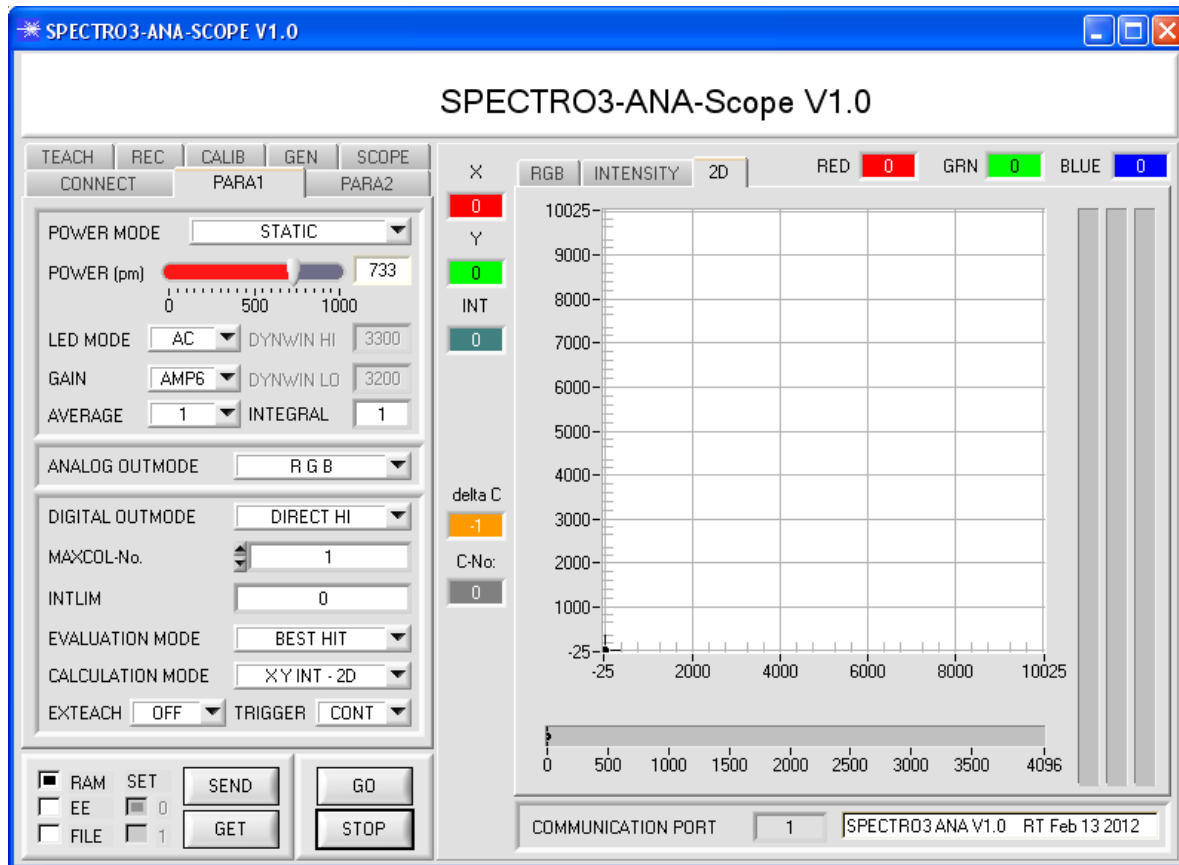 SPECTRO3-ANA-SCOPE V1.0
SPECTRO3-ANA-Scope V1.0
TEACH REC CALIB GEN SCOPE
CONNECT PARA1 PARA2
POWER MODE STATIC
POWER (pm) 733
0 500 1000
LED MODE AC DYNWIN HI 3300
GAIN AMP6 DYNWIN LO 3200
AVERAGE 1 INTEGRAL 1
ANALOG OUTMODE R G B
DIGITAL OUTMODE DIRECT HI
MAXCOL-No. 1
INTLIM 0
EVALUATION MODE BEST HIT
CALCULATION MODE X Y INT - 2D
EXTEACH OFF TRIGGER CONT
RAM SET SEND GO
EE 0
FILE 1 GET STOP
X
0
Y
0
INT
0
delta C
-1
C-No:
0
RGB INTENSITY 2D RED 0 GRN 0 BLUE 0
10025
9000
8000
7000
6000
5000
4000
3000
2000
1000
-25
-25 2000 4000 6000 8000 10025
0 500 1000 1500 2000 2500 3000 3500 4096
COMMUNICATION PORT 1 SPECTRO3 ANA V1.0 RT Feb 13 2012